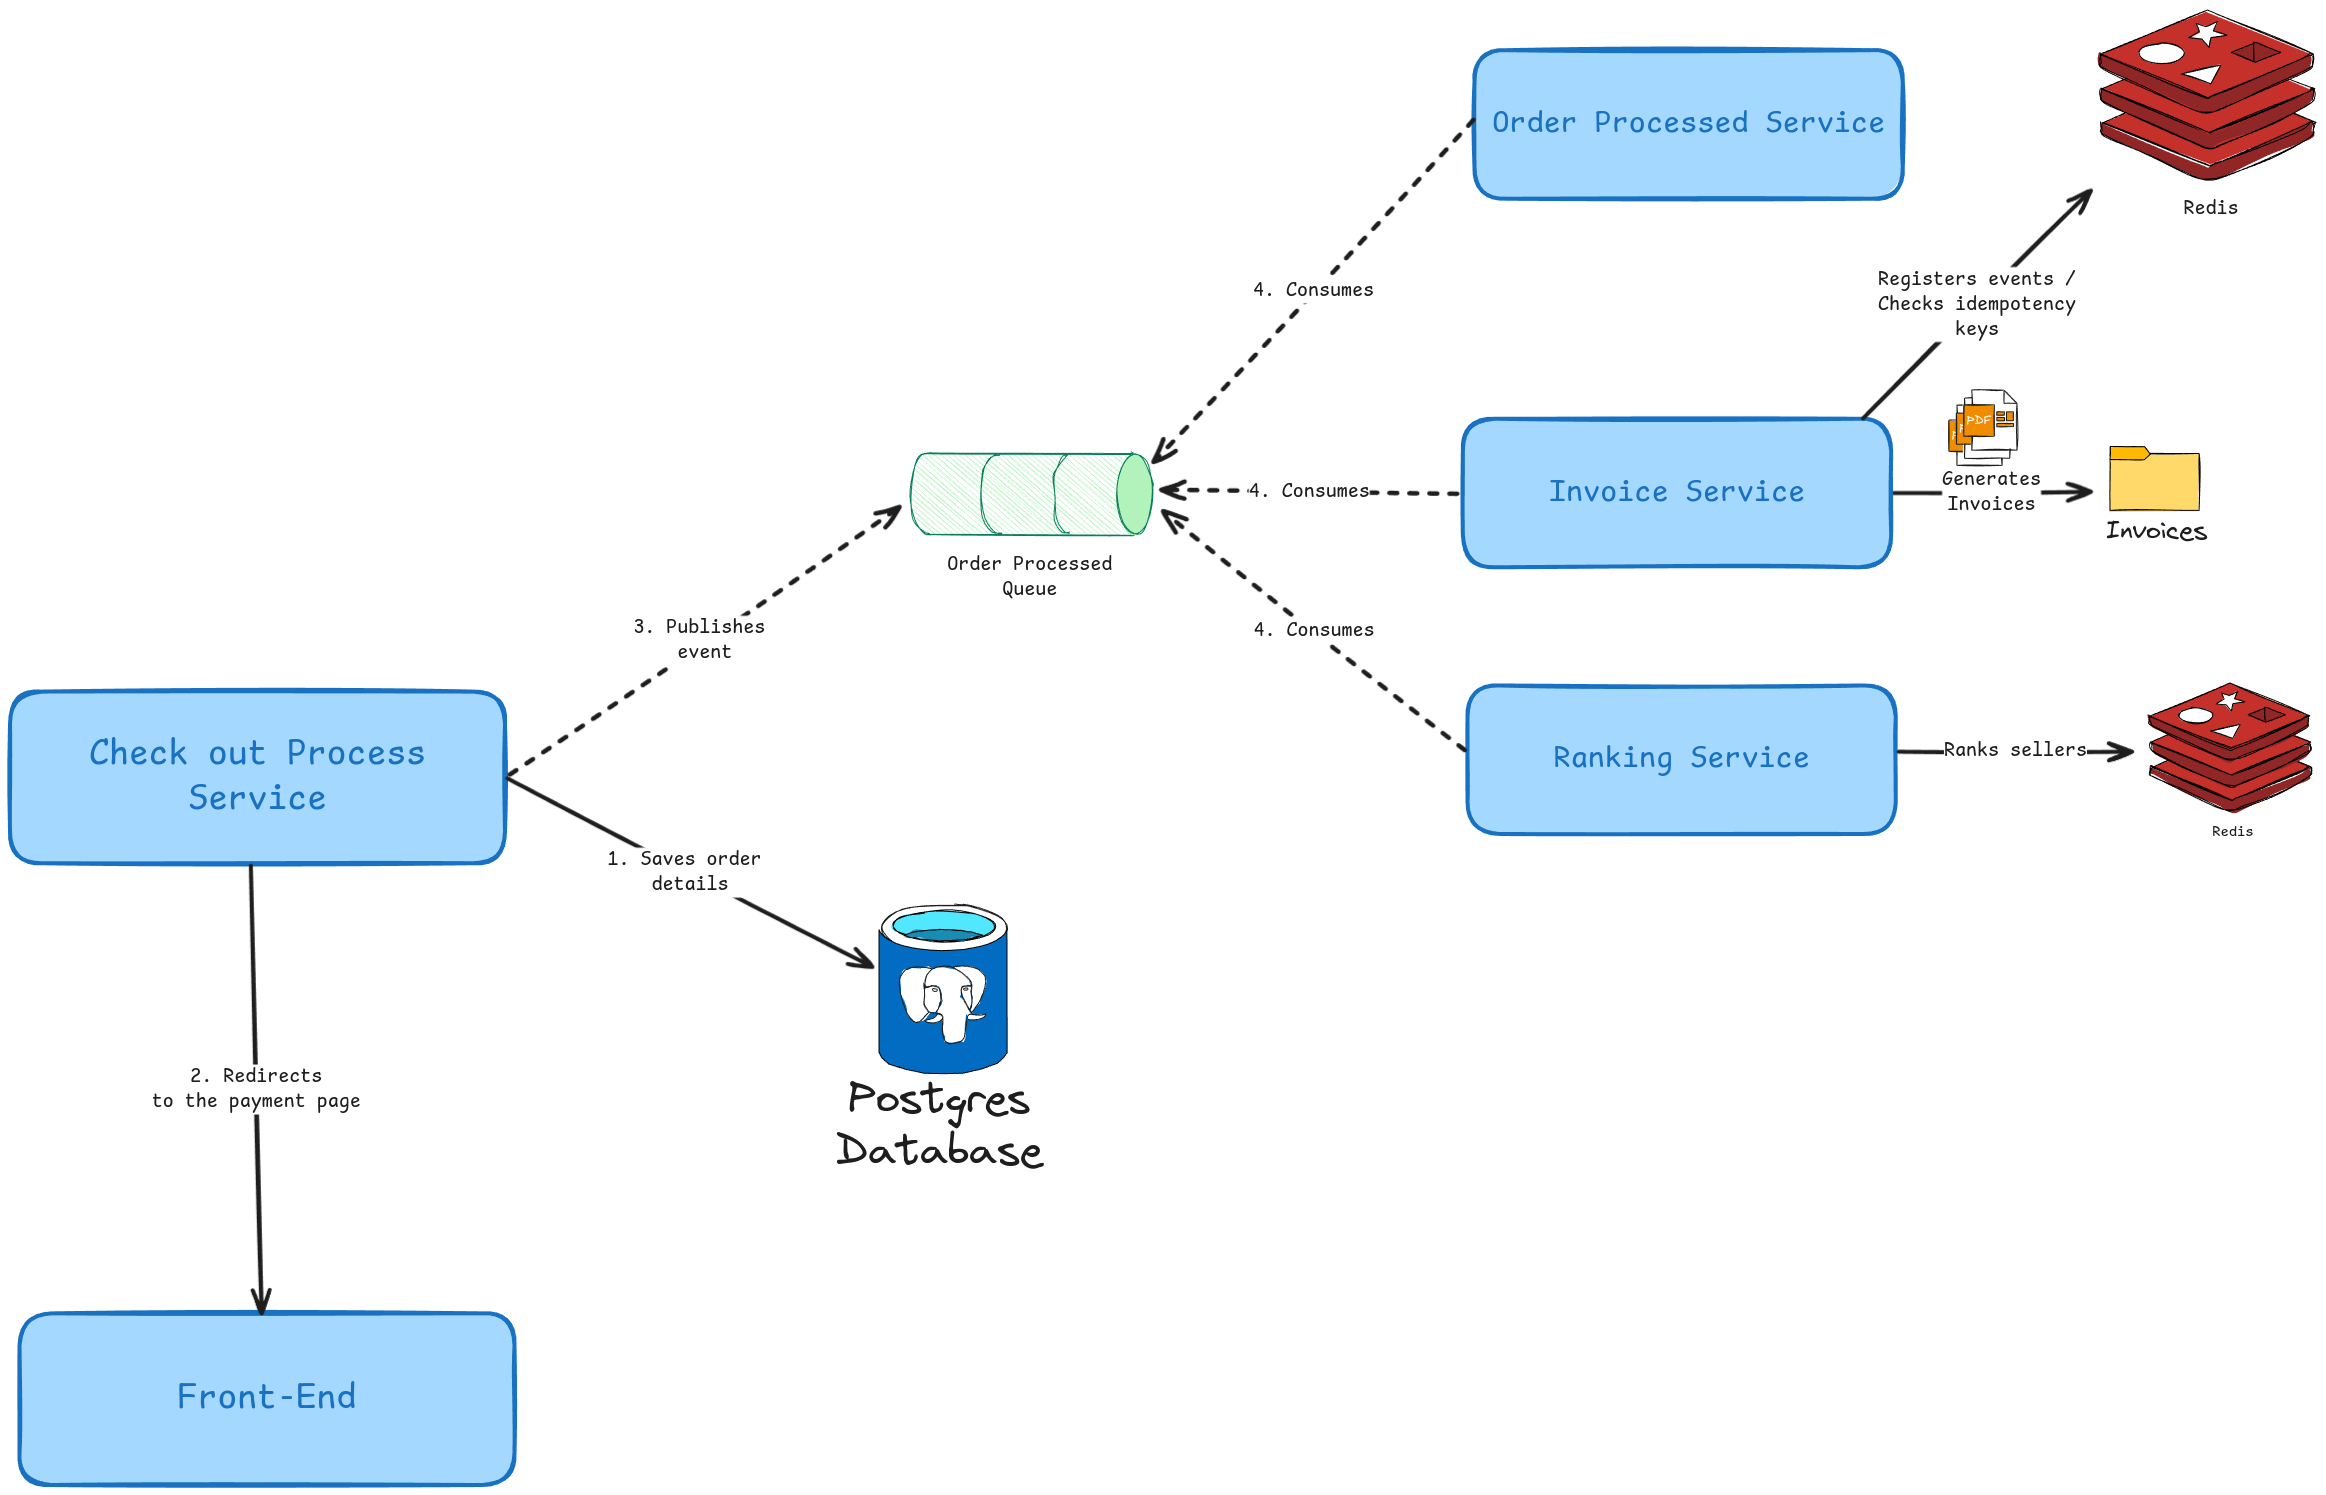 Order Processed Service
Redis
4. Consumes
Registers events /
Checks idempotency
keys
PDF
Generates
Invoices
Invoice Service
4. Consumes
Invoices
Order Processed
Queue
3. Publishes
event
4. Consumes
Check out Process
Service
Ranking Service
Ranks sellers
Redis
1. Saves order
details
Postgres
Database
2. Redirects
to the payment page
Front-End